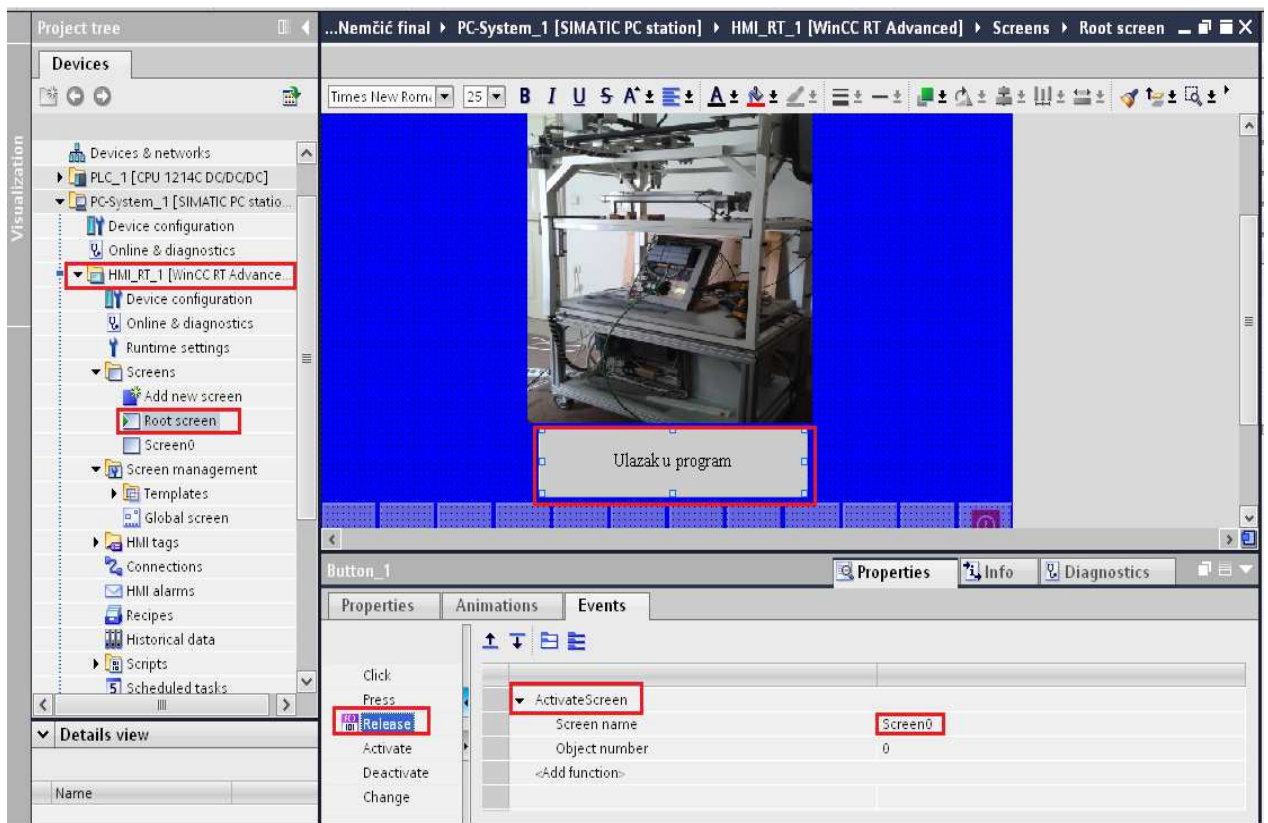 Project tree
...Nemčić final ▸ PC-System_1 [SIMATIC PC station] ▸ HMI_RT_1 [WinCC RT Advanced] ▸ Screens ▸ Root screen
Devices
Visualization
Times New Roma 25 B I U S A A
Devices & networks
PLC_1 [CPU 1214C DC/DC/DC]
PC-System_1 [SIMATIC PC statio...
Device configuration
Online & diagnostics
HMI_RT_1 [WinCC RT Advance...
Device configuration
Online & diagnostics
Runtime settings
Screens
Add new screen
Root screen
Screen0
Screen management
Templates
Global screen
HMI tags
Connections
HMI alarms
Recipes
Historical data
Scripts
Scheduled tasks
Details view
Name
Ulazak u program
Button_1
Properties Info Diagnostics
Properties Animations Events
Click
Press
Release
Activate
Deactivate
Change
ActivateScreen
Screen name Screen0
Object number 0
<Add function>